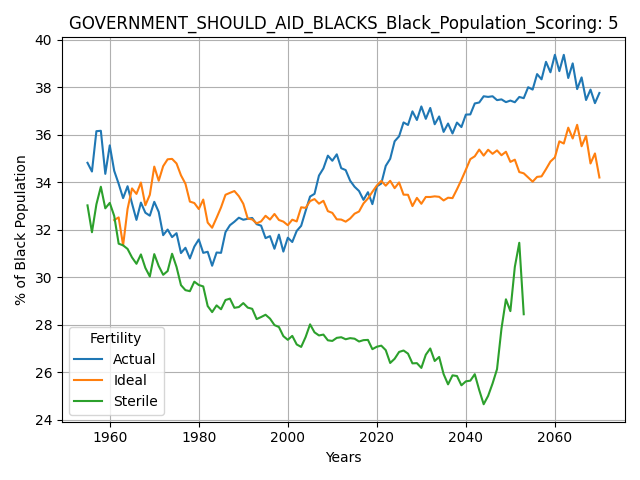 GOVERNMENT_SHOULD_AID_BLACKS_Black_Population_Scoring: 5
40
38
36
34
32
30
28
26
24
% of Black Population
Fertility
Actual
Ideal
Sterile
1960
1980
2000
2020
2040
2060
Years